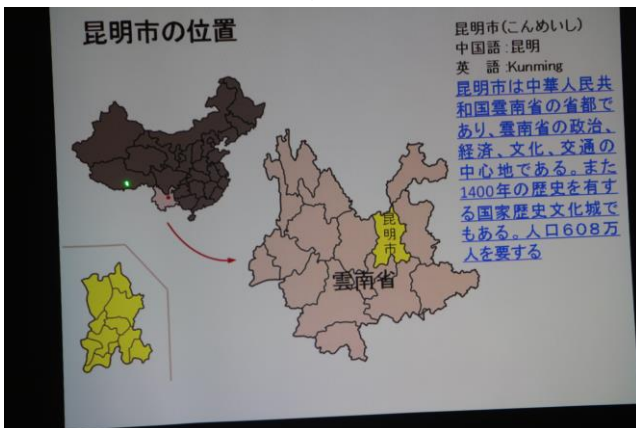 昆明市の位置
昆明市(こんめいし)
中国語:昆明
英　語:Kunming
昆明市は中華人民共
和国雲南省の省都で
あり、雲南省の政治、
経済、文化、交通の
中心地である。また
1400年の歴史を有す
る国家歴史文化城で
もある。人口608万
人を要する
昆明市
雲南省